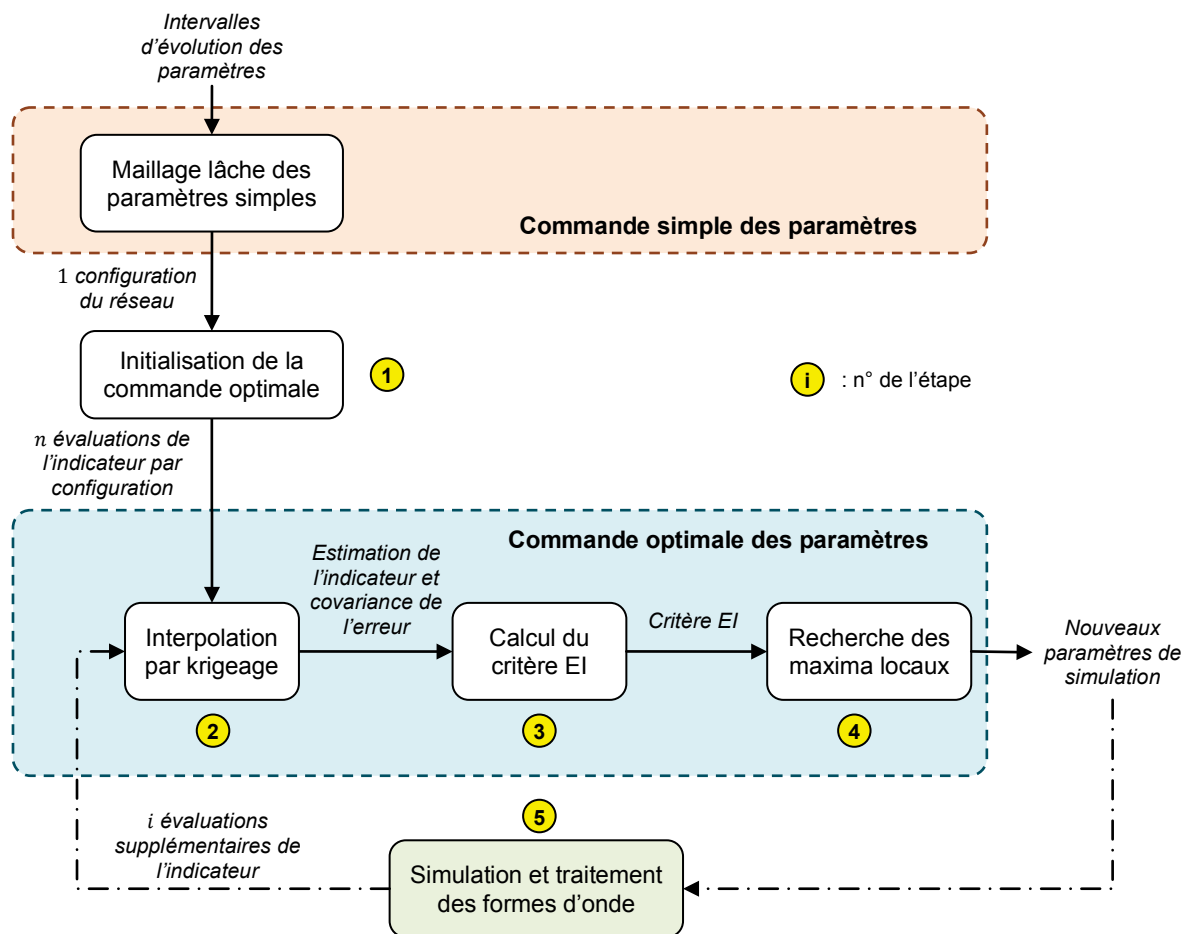 Intervalles
d’évolution des
paramètres
Maillage lâche des
paramètres simples
Commande simple des paramètres
1 configuration
du réseau
Initialisation de la
commande optimale
1
i : n° de l’étape
n évaluations de
l’indicateur par
configuration
Commande optimale des paramètres
Estimation de
l’indicateur et
covariance de
l’erreur
Interpolation
par krigeage
2
Calcul du
critère EI
3
Critère EI
Recherche des
maxima locaux
4
Nouveaux
paramètres de
simulation
i évaluations
supplémentaires de
l’indicateur
5
Simulation et traitement
des formes d’onde